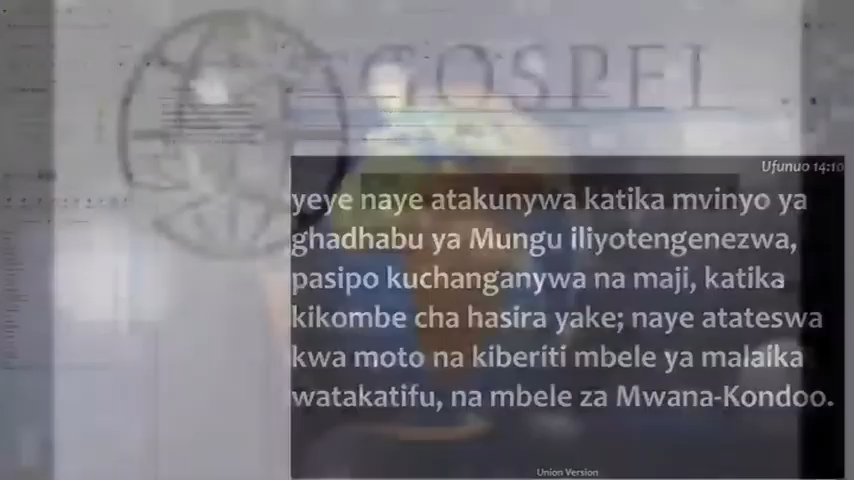 GOSPEL
Ufunuo 14:10
yeye naye atakunywa katika mvinyo ya
ghadhabu ya Mungu iliyotengenezwa,
pasipo kuchanganywa na maji, katika
kikombe cha hasira yake; naye atateswa
kwa moto na kiberiti mbele ya malaika
watakatifu, na mbele za Mwana-Kondoo.
Union Version